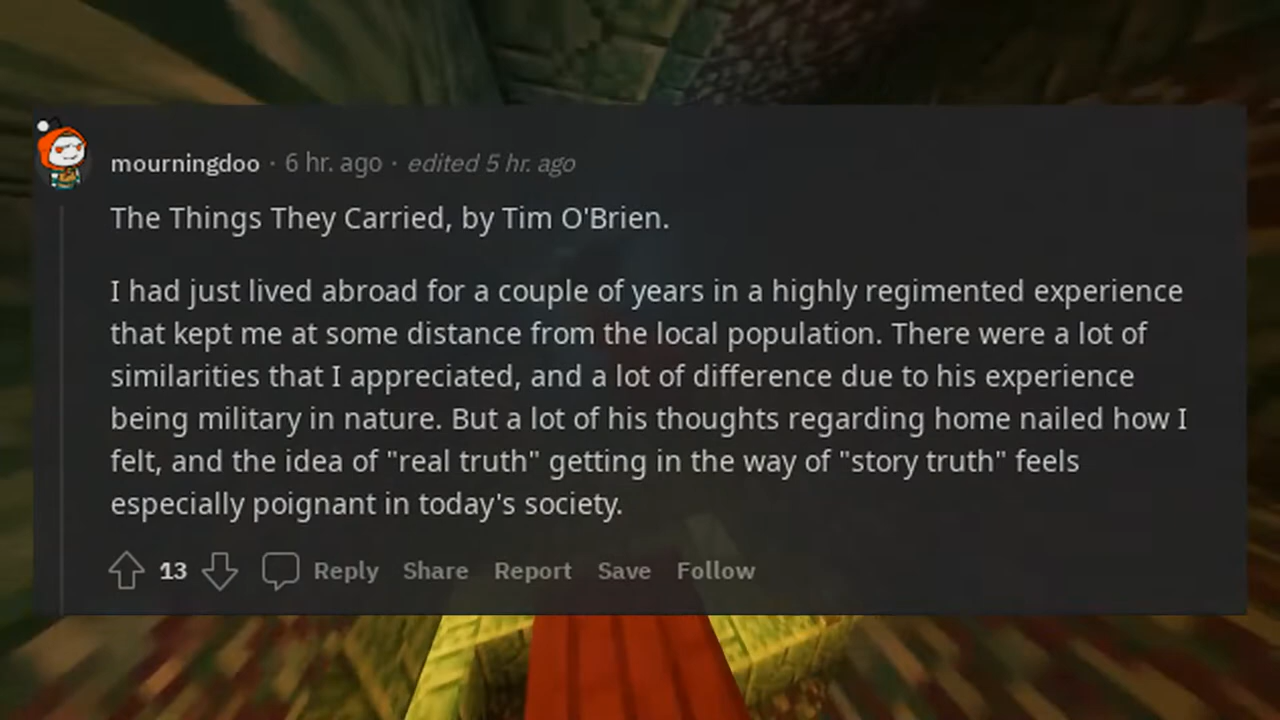 mourningdoo · 6 hr. ago · edited 5 hr. ago
The Things They Carried, by Tim O'Brien.
I had just lived abroad for a couple of years in a highly regimented experience
that kept me at some distance from the local population. There were a lot of
similarities that I appreciated, and a lot of difference due to his experience
being military in nature. But a lot of his thoughts regarding home nailed how I
felt, and the idea of "real truth" getting in the way of "story truth" feels
especially poignant in today's society.
13 Reply Share Report Save Follow